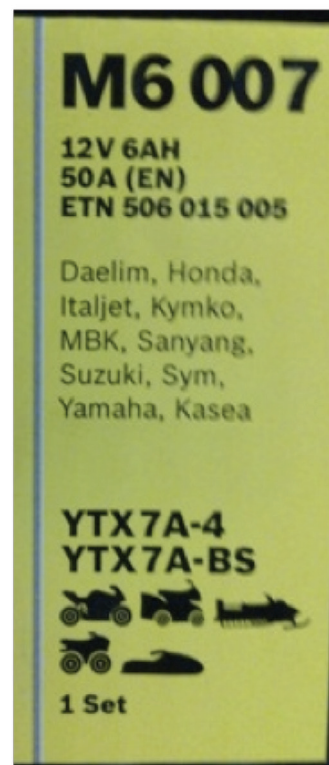 M6 007
12V 6AH
50A (EN)
ETN 506 015 005
Daelim, Honda,
Italjet, Kymko,
MBK, Sanyang,
Suzuki, Sym,
Yamaha, Kasea
YTX7A-4
YTX7A-BS
1 Set